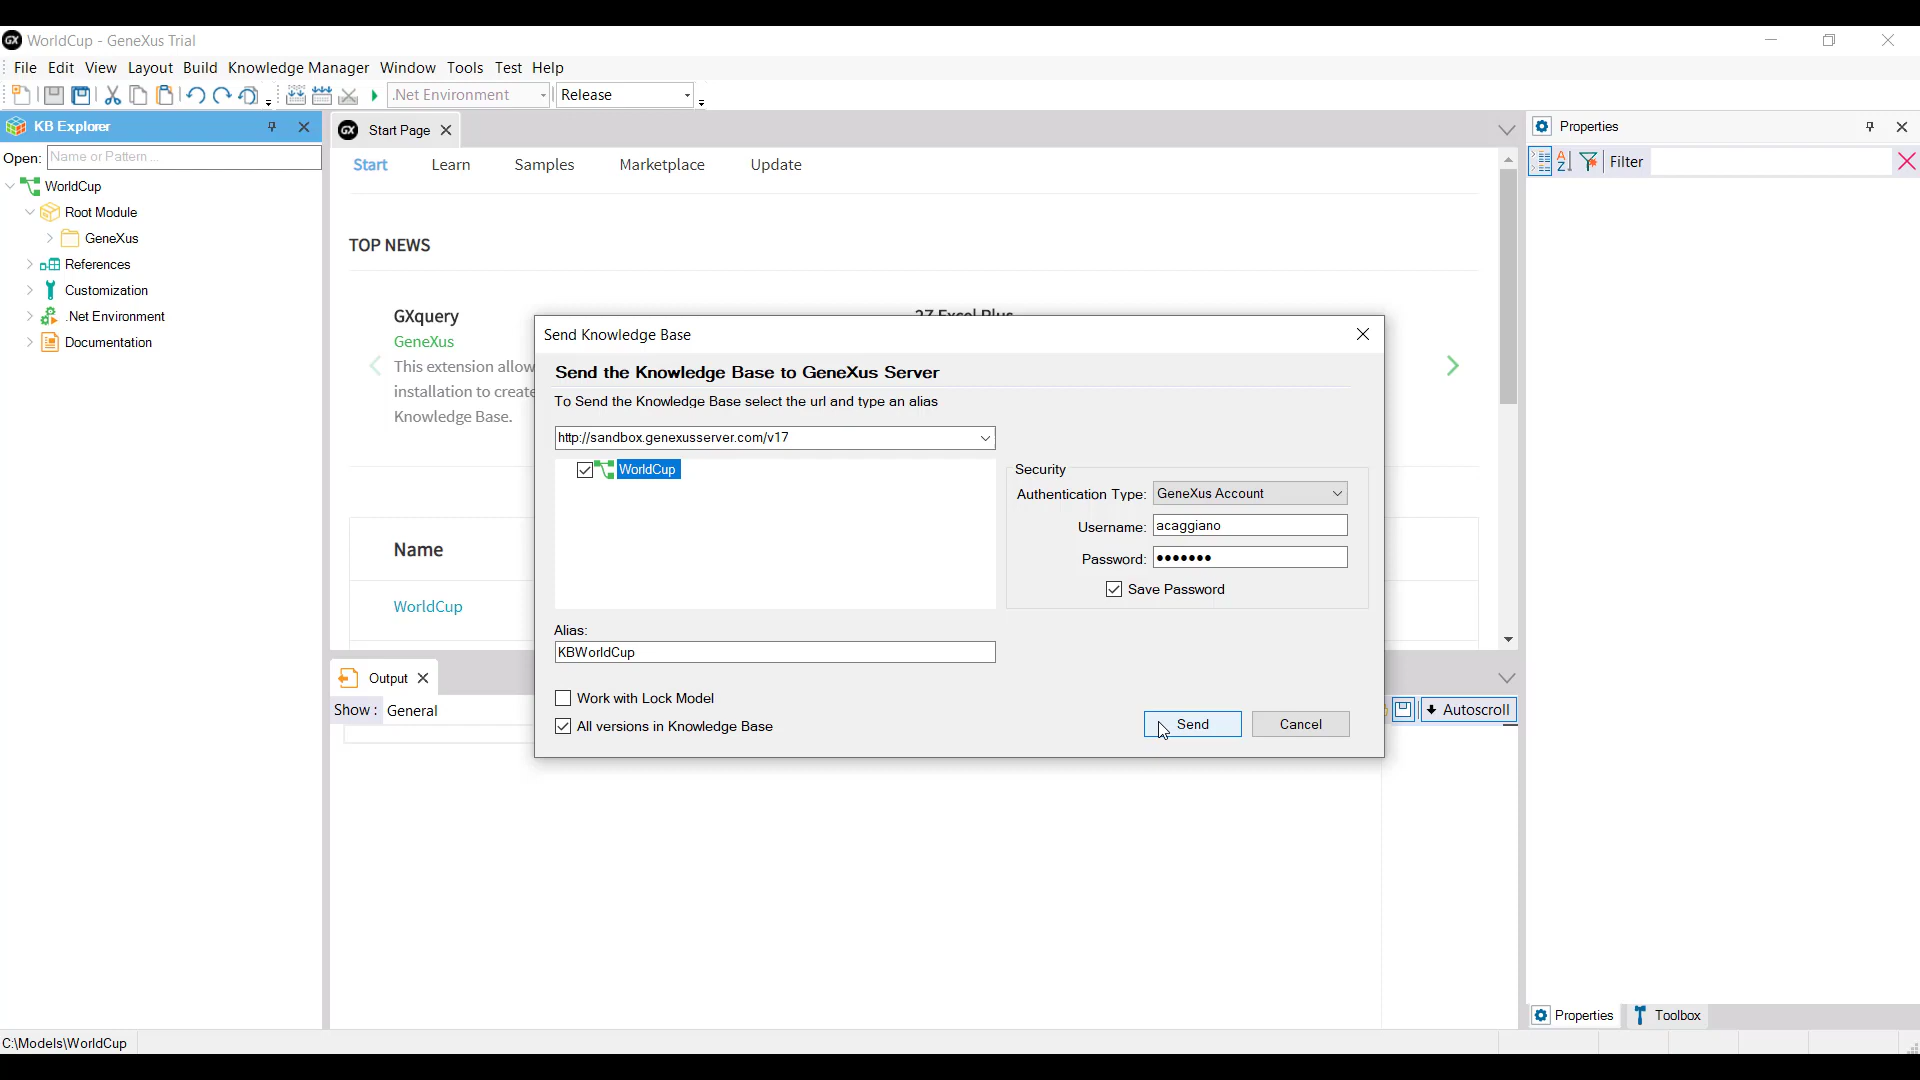 WorldCup - GeneXus Trial
File Edit View Layout Build Knowledge Manager Window Tools Test Help
.Net Environment Release
KB Explorer
Open: Name or Pattern ...
WorldCup
Root Module
GeneXus
References
Customization
.Net Environment
Documentation
Start Page
Start Learn Samples Marketplace Update
TOP NEWS
GXquery
GeneXus
This extension allow
installation to create
Knowledge Base.
Name
WorldCup
Send Knowledge Base
Send the Knowledge Base to GeneXus Server
To Send the Knowledge Base select the url and type an alias
http://sandbox.genexusserver.com/v17
WorldCup
Security
Authentication Type: GeneXus Account
Username: acaggiano
Password: •••••••
Save Password
Alias:
KBWorldCup
Work with Lock Model
All versions in Knowledge Base
Send Cancel
Output
Show : General
Autoscroll
Properties
Filter
Properties Toolbox
C:\Models\WorldCup